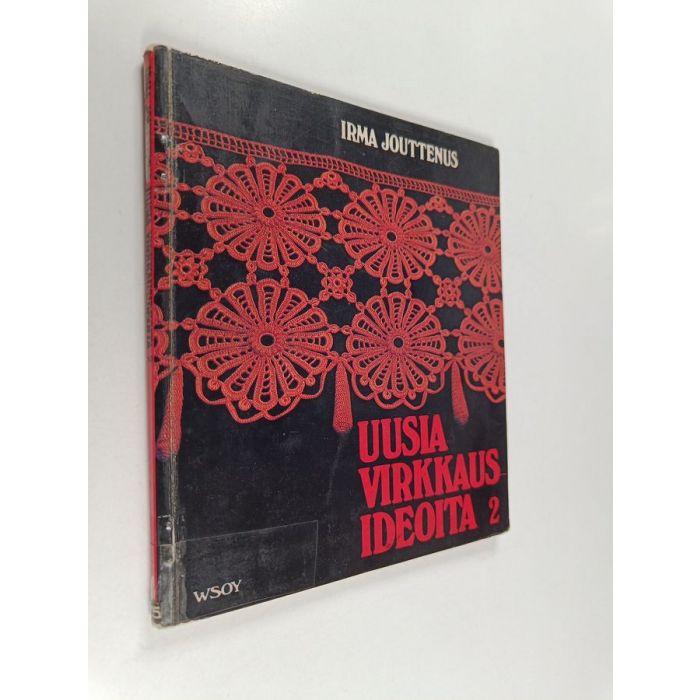 IRMA JOUTTENUS
UUSIA
VIRKKAUS
IDEOITA 2
WSOY